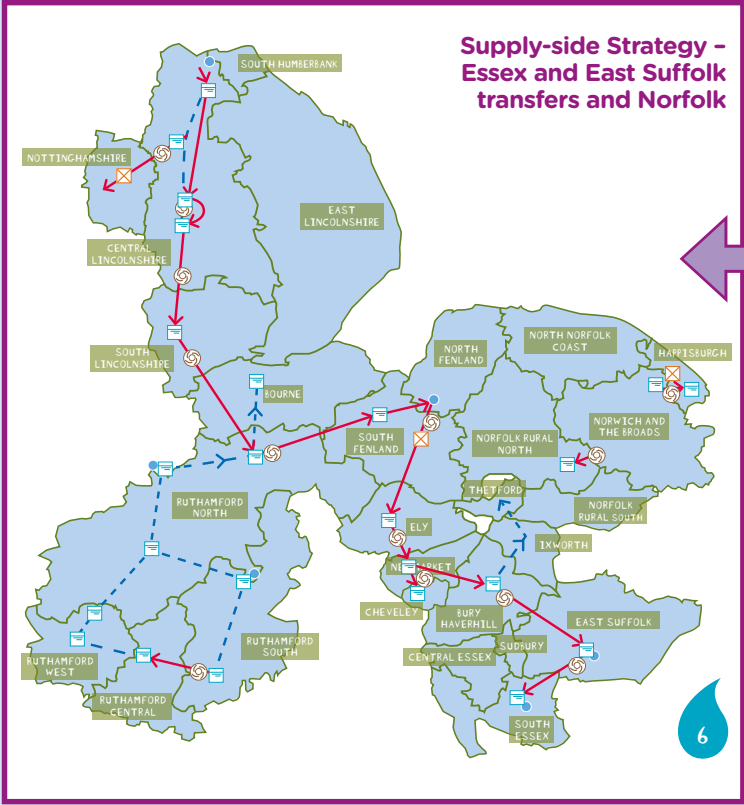 Supply-side Strategy –
Essex and East Suffolk
transfers and Norfolk
SOUTH HUMBERBANK
NOTTINGHAMSHIRE
EAST
LINCOLNSHIRE
CENTRAL
LINCOLNSHIRE
SOUTH
LINCOLNSHIRE
NORTH
FENLAND
NORTH NORFOLK
COAST
HAPPISBURGH
BOURNE
SOUTH
FENLAND
NORFOLK RURAL
NORTH
NORWICH AND
THE BROADS
THETFORD
RUTHAMFORD
NORTH
NORFOLK
RURAL SOUTH
ELY
IXWORTH
NEWMARKET
CHEVELEY
BURY
HAVERHILL
EAST SUFFOLK
RUTHAMFORD
SOUTH
SUDBURY
CENTRAL ESSEX
RUTHAMFORD
WEST
RUTHAMFORD
CENTRAL
SOUTH
ESSEX
6